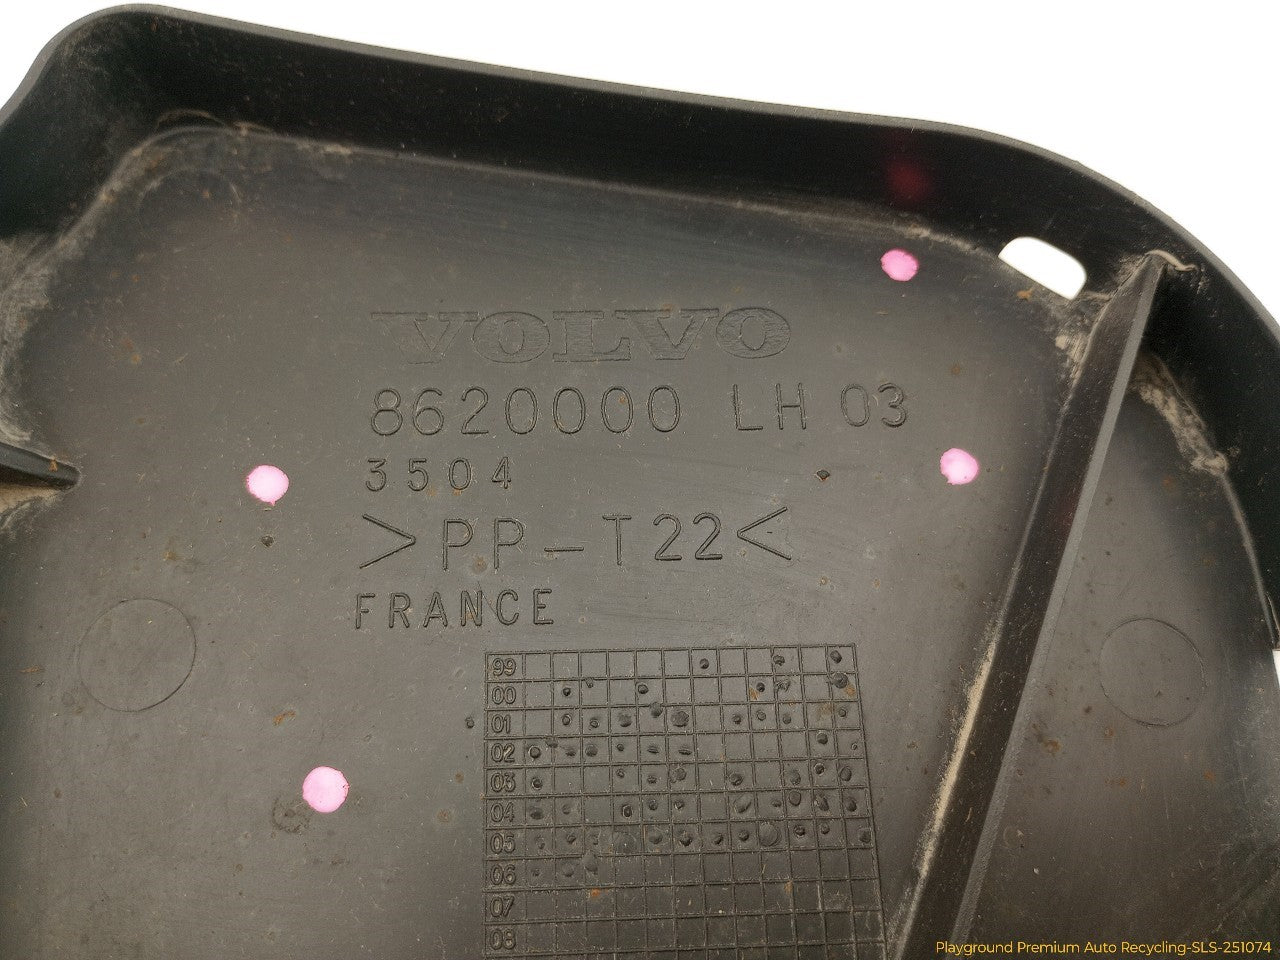 VOLVO
8620000 LH 03
3504
>PP-T22<
FRANCE
99
00
01
02
03
04
05
06
07
08
Playground Premium Auto Recycling-SLS-251074